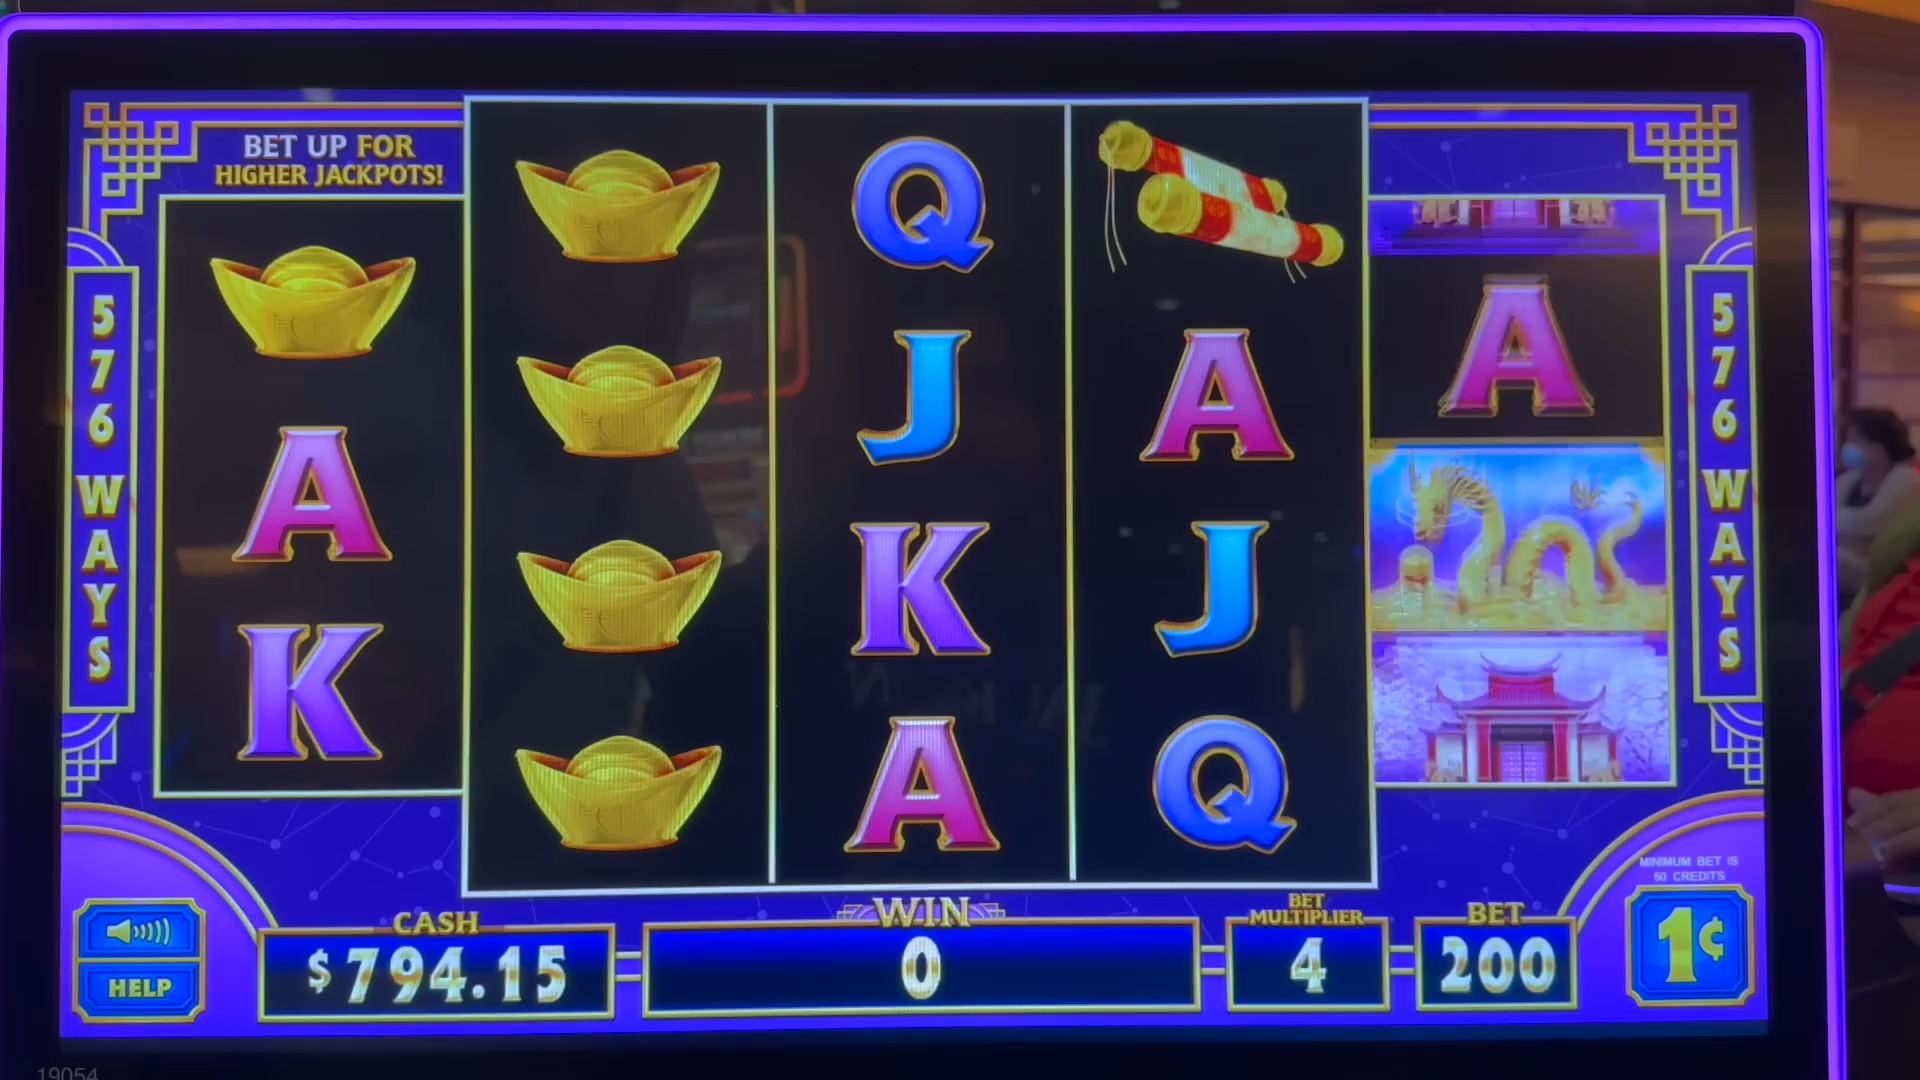 BET UP FOR
HIGHER JACKPOTS!
576 WAYS
576 WAYS
Q
J
A
A
A
K
K
J
A
Q
MINIMUM BET IS
50 CREDITS
CASH
$794.15
WIN
0
BET
MULTIPLIER
4
BET
200
1¢
HELP
19054